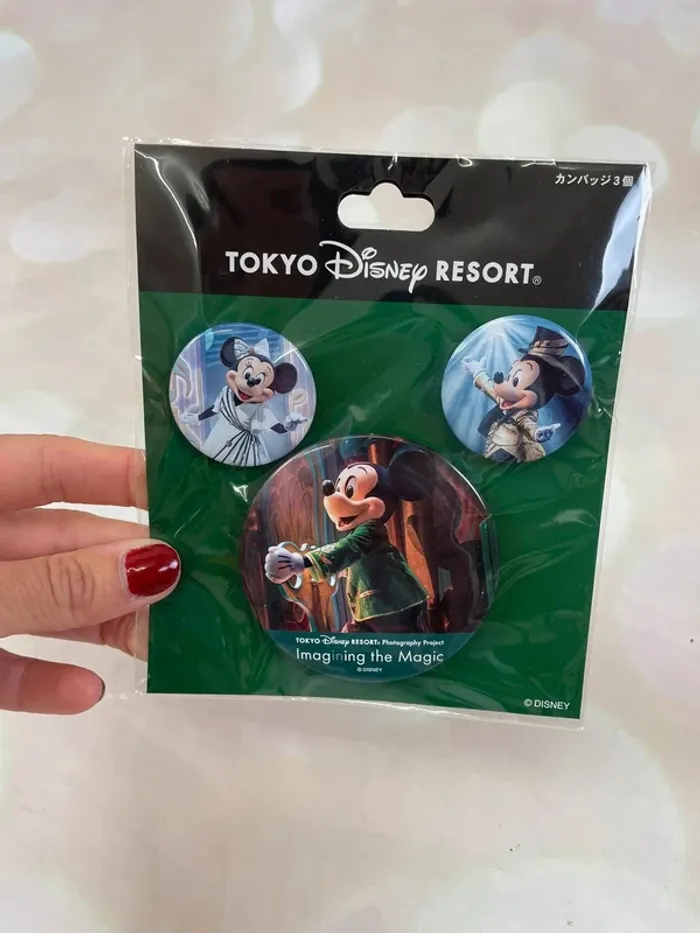 カンバッジ3個
TOKYO Disney RESORT®
TOKYO Disney RESORT® Photography Project
Imagining the Magic
© DISNEY
© DISNEY